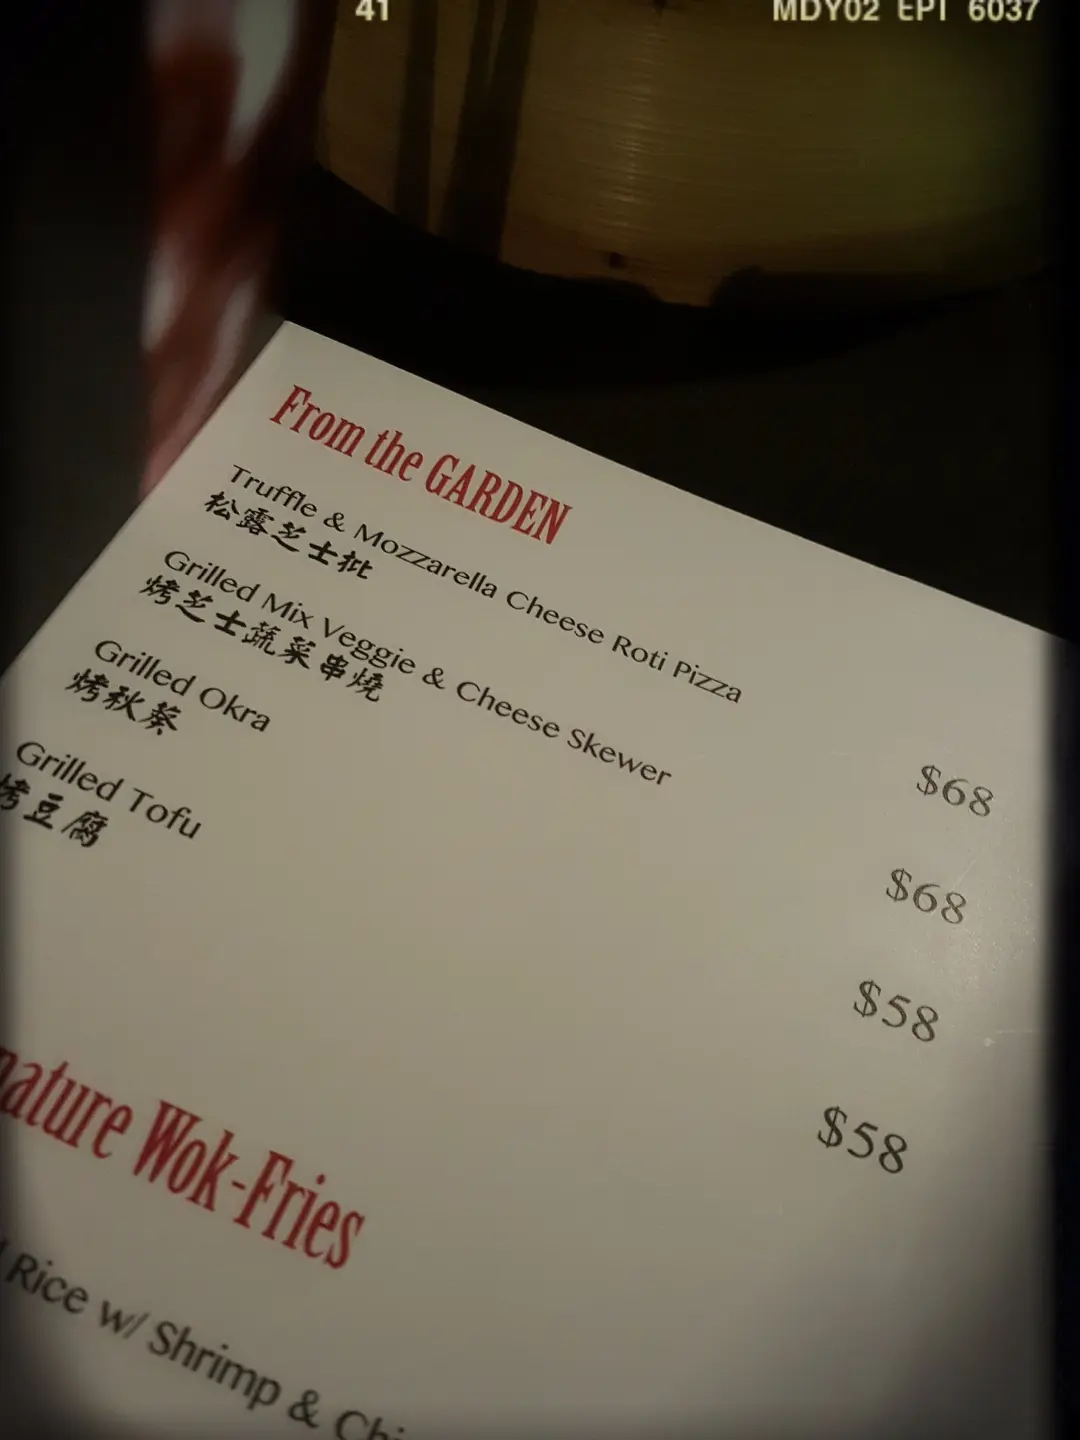 41 MDY02 EPT 6037
From the GARDEN
Truffle & Mozzarella Cheese Roti Pizza $68
松露芝士批
Grilled Mix Veggie & Cheese Skewer $68
烤芝士蔬菜串燒
Grilled Okra $58
烤秋葵
Grilled Tofu $58
烤豆腐
Wok-Fries
Rice w/ Shrimp &